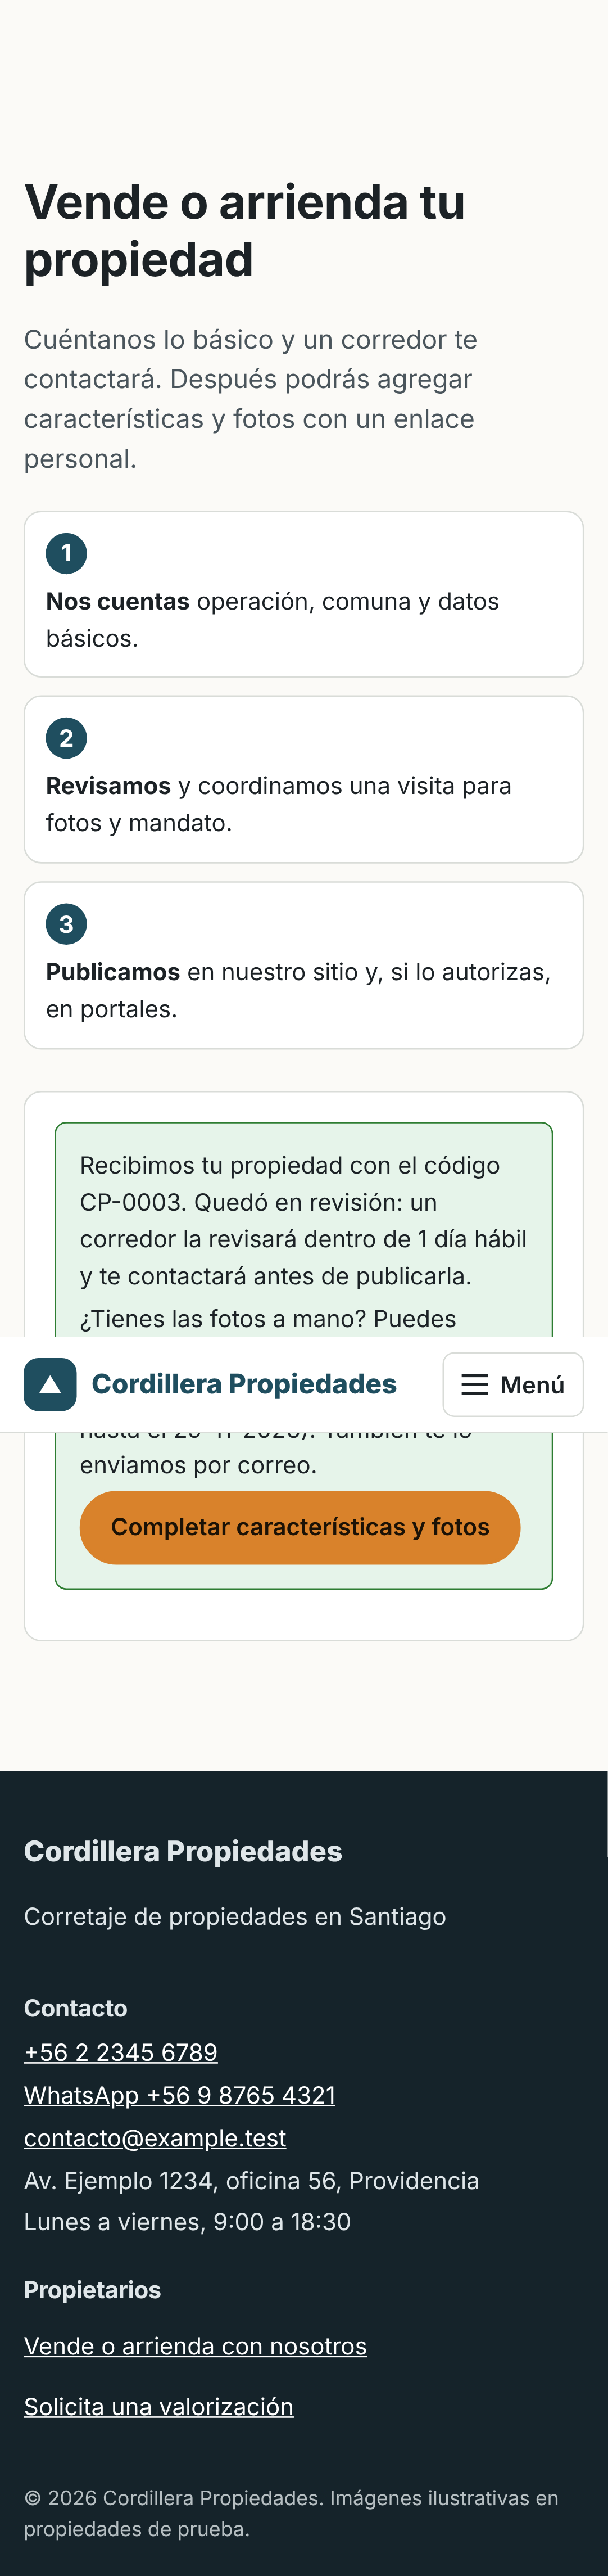 Vende o arrienda tu
propiedad
Cuéntanos lo básico y un corredor te
contactará. Después podrás agregar
características y fotos con un enlace
personal.
1
Nos cuentas operación, comuna y datos
básicos.
2
Revisamos y coordinamos una visita para
fotos y mandato.
3
Publicamos en nuestro sitio y, si lo autorizas,
en portales.
Recibimos tu propiedad con el código
CP-0003. Quedó en revisión: un
corredor la revisará dentro de 1 día hábil
y te contactará antes de publicarla.
¿Tienes las fotos a mano? Puedes
Cordillera Propiedades
Menú
enviamos por correo.
Completar características y fotos
Cordillera Propiedades
Corretaje de propiedades en Santiago
Contacto
+56 2 2345 6789
WhatsApp +56 9 8765 4321
contacto@example.test
Av. Ejemplo 1234, oficina 56, Providencia
Lunes a viernes, 9:00 a 18:30
Propietarios
Vende o arrienda con nosotros
Solicita una valorización
© 2026 Cordillera Propiedades. Imágenes ilustrativas en
propiedades de prueba.